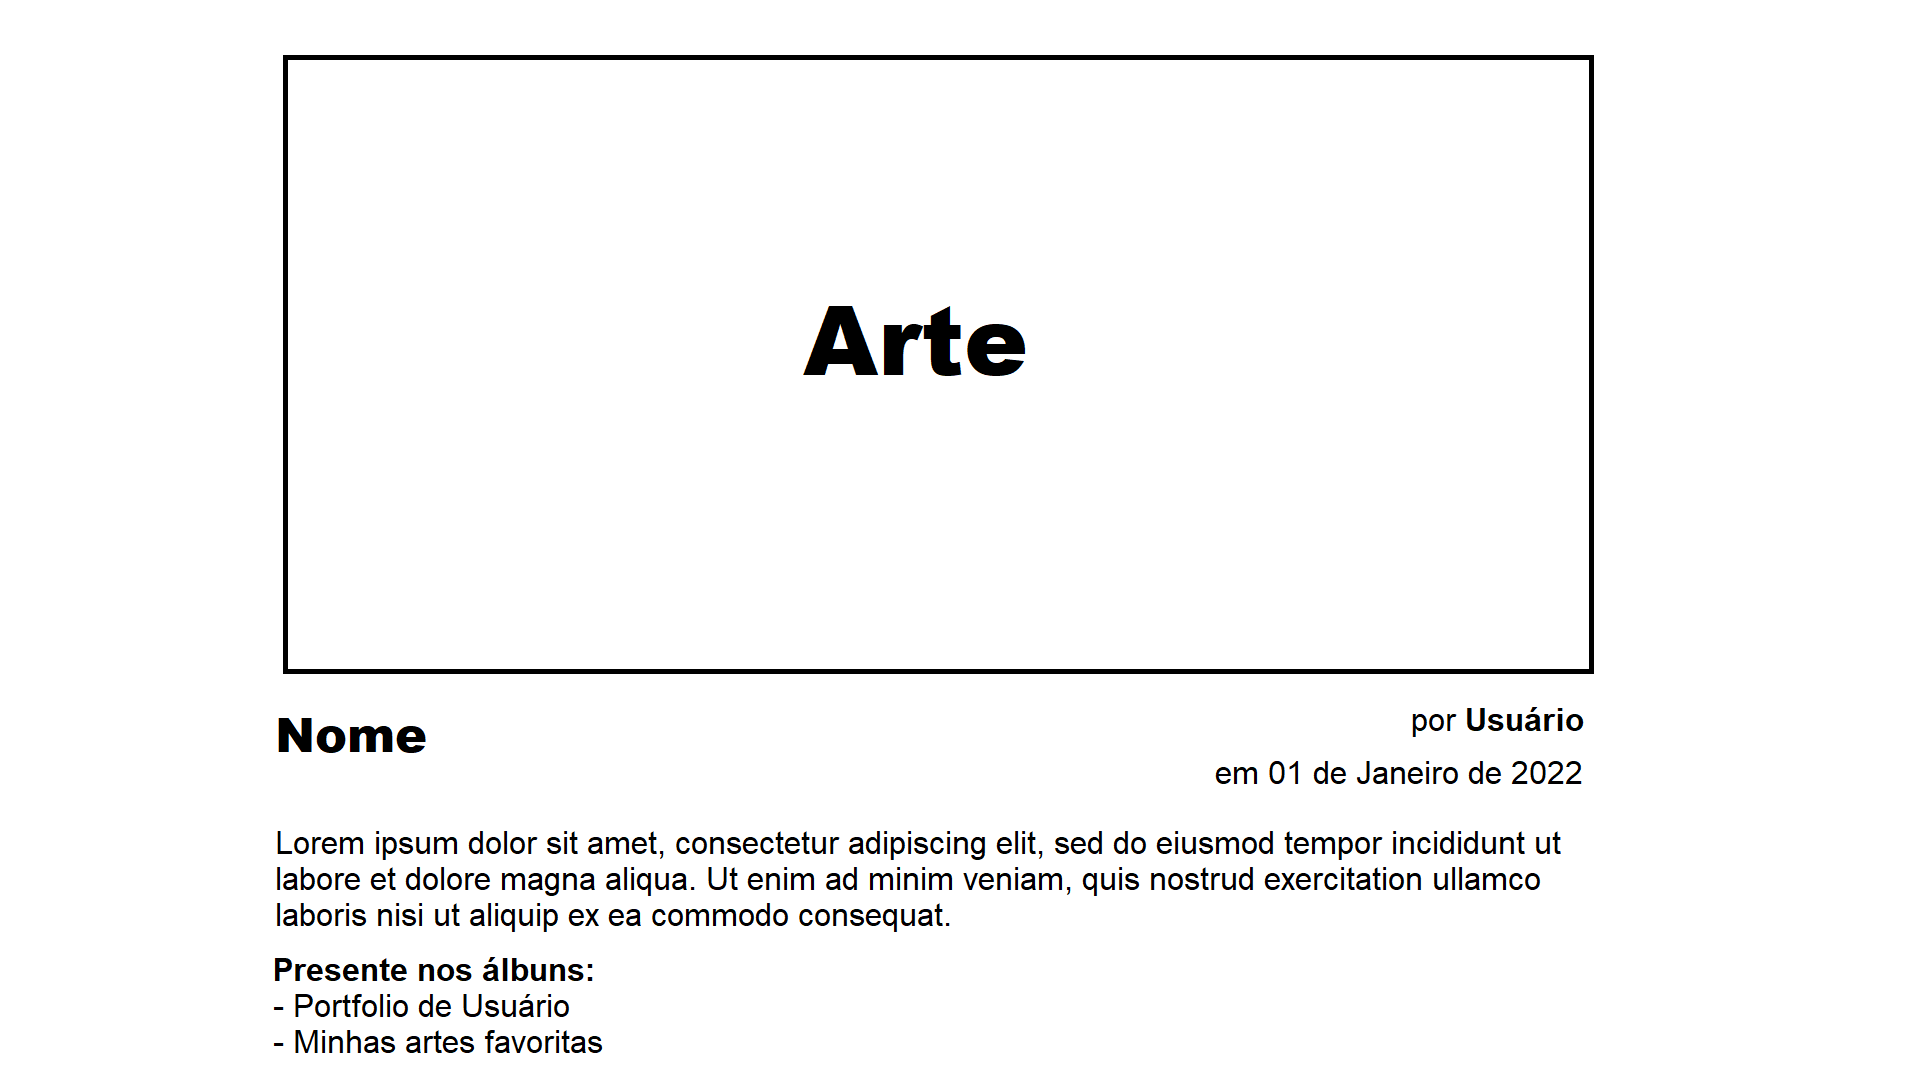 Arte
Nome
por Usuário
em 01 de Janeiro de 2022
Lorem ipsum dolor sit amet, consectetur adipiscing elit, sed do eiusmod tempor incididunt ut
labore et dolore magna aliqua. Ut enim ad minim veniam, quis nostrud exercitation ullamco
laboris nisi ut aliquip ex ea commodo consequat.
Presente nos álbuns:
- Portfolio de Usuário
- Minhas artes favoritas